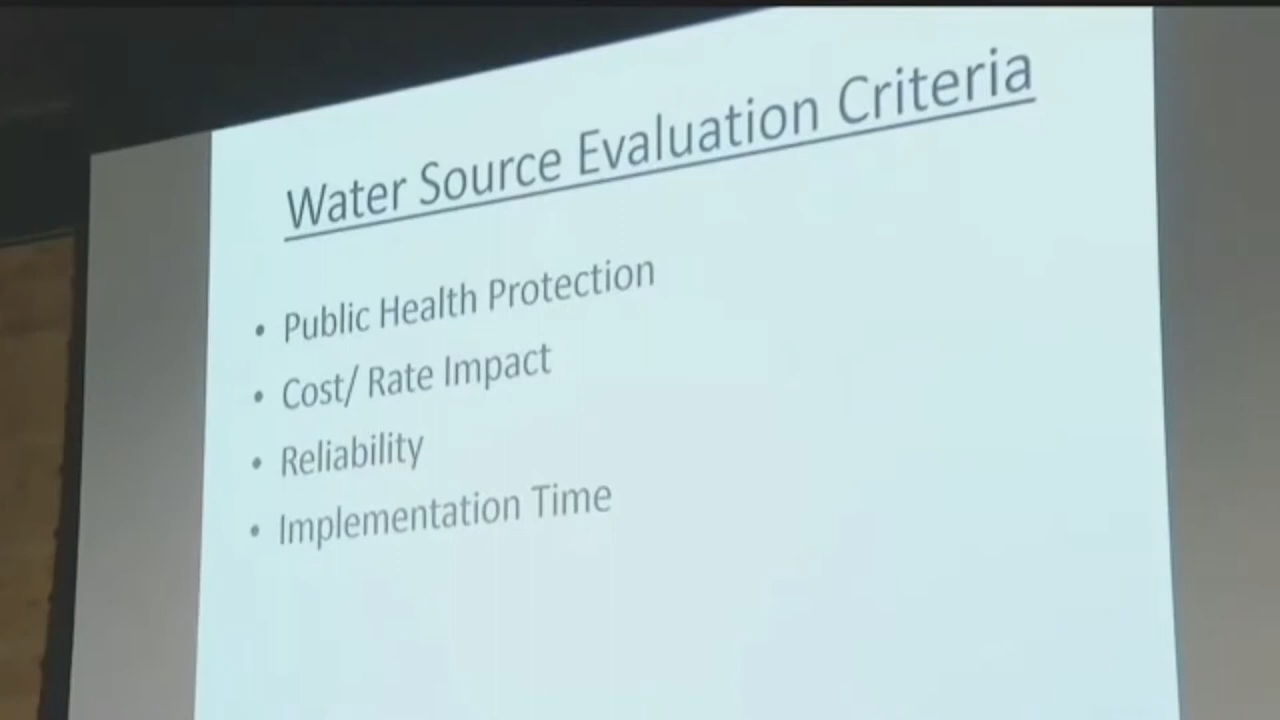 Water Source Evaluation Criteria
• Public Health Protection
• Cost/ Rate Impact
• Reliability
• Implementation Time